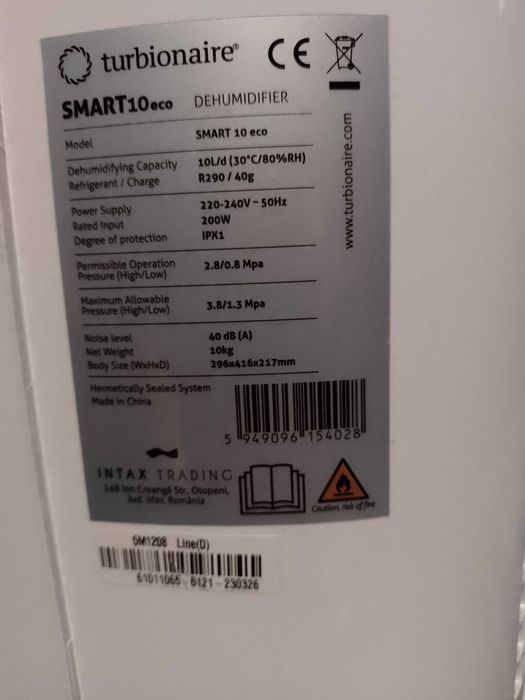 turbionaire®
CE
SMART10eco DEHUMIDIFIER
www.turbionaire.com
Model SMART 10 eco
Dehumidifying Capacity 10L/d (30°C/80%RH)
Refrigerant / Charge R290 / 40g
Power Supply 220-240V ~ 50Hz
Rated Input 200W
Degree of protection IPX1
Permissible Operation 2.8/0.8 Mpa
Pressure (High/Low)
Maximum Allowable 3.8/1.3 Mpa
Pressure (High/Low)
Noise level 40 dB (A)
Net Weight 10kg
Body Size (WxHxD) 296x416x217mm
Hermetically Sealed System
Made in China
5 949096 154028
INTAX TRADING
148 Ion Creangă Str., Otopeni,
Jud. Ilfov, România
Caution, risk of fire
SM1208 Line(D)
61011065-0121-230326